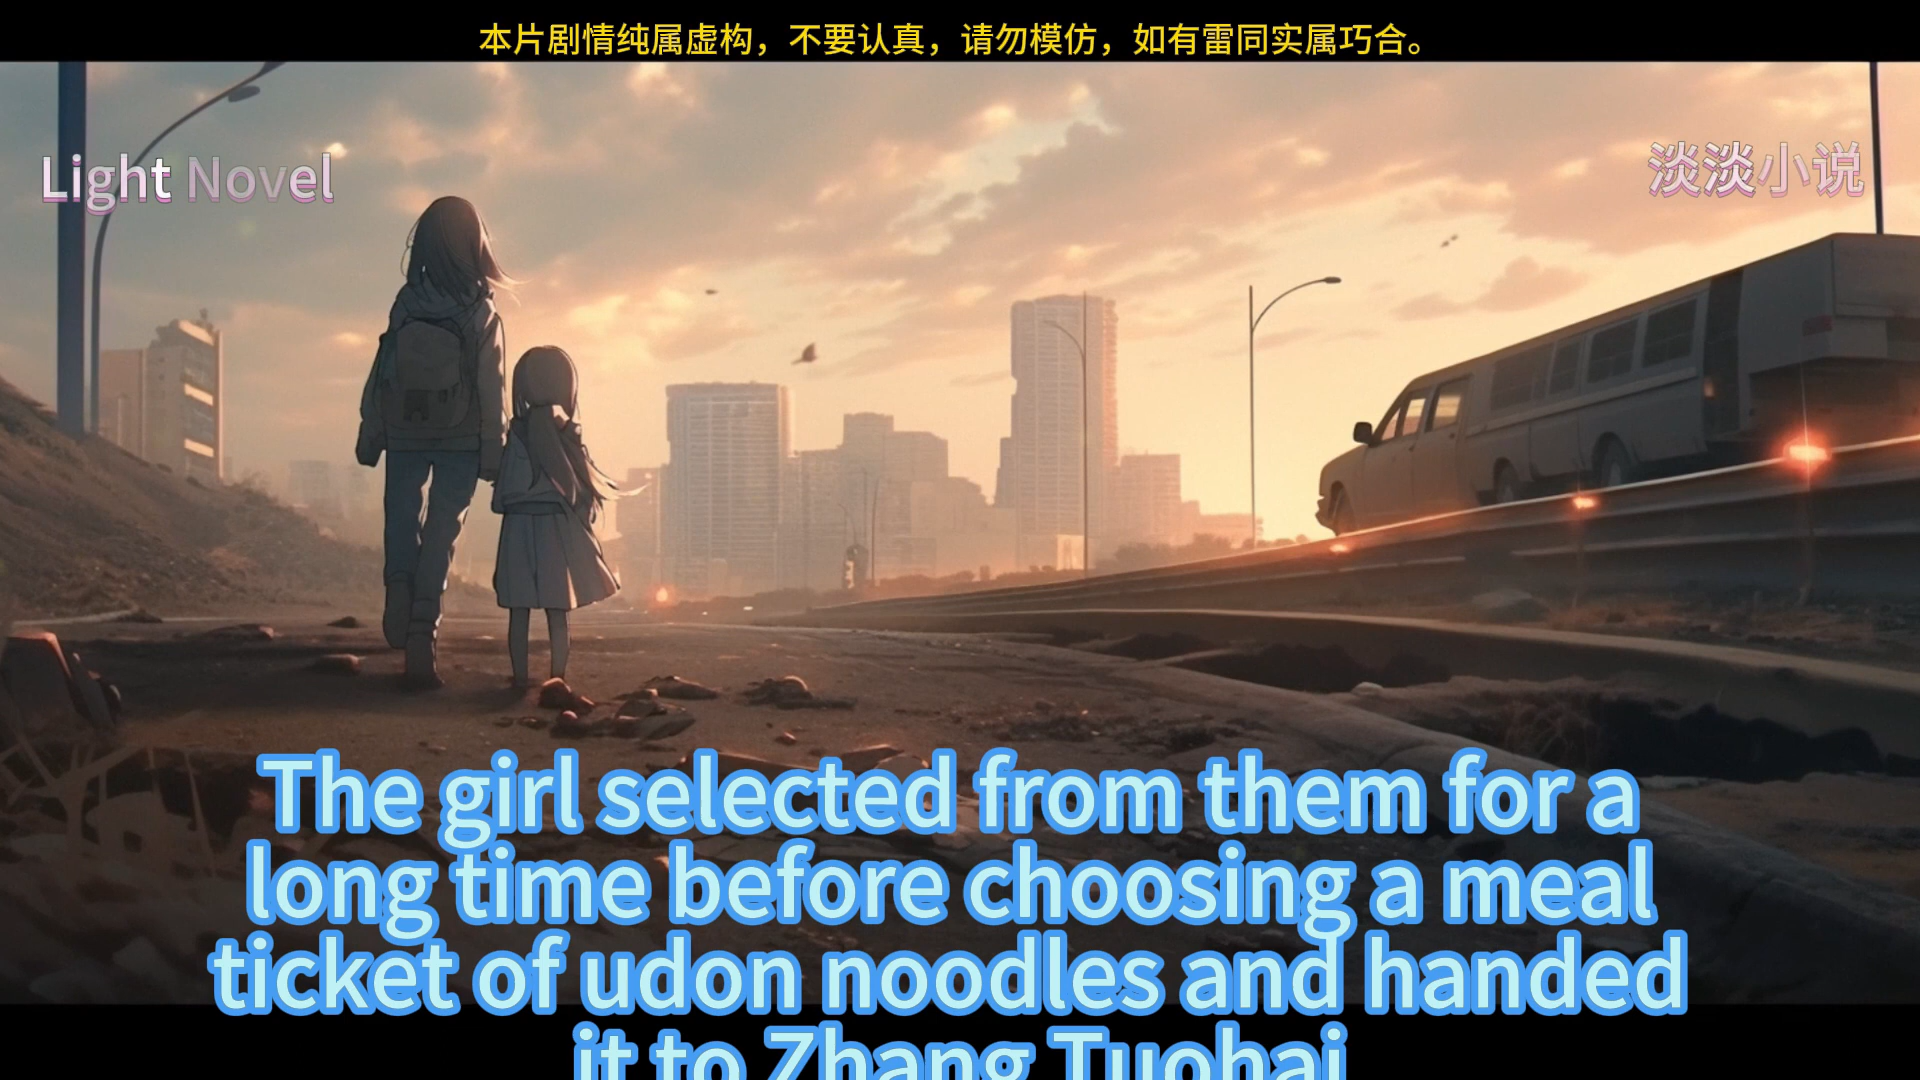 本片剧情纯属虚构，不要认真，请勿模仿，如有雷同实属巧合。
Light Novel
淡淡小说
The girl selected from them for a
long time before choosing a meal
ticket of udon noodles and handed
it to Zhang Tuohai